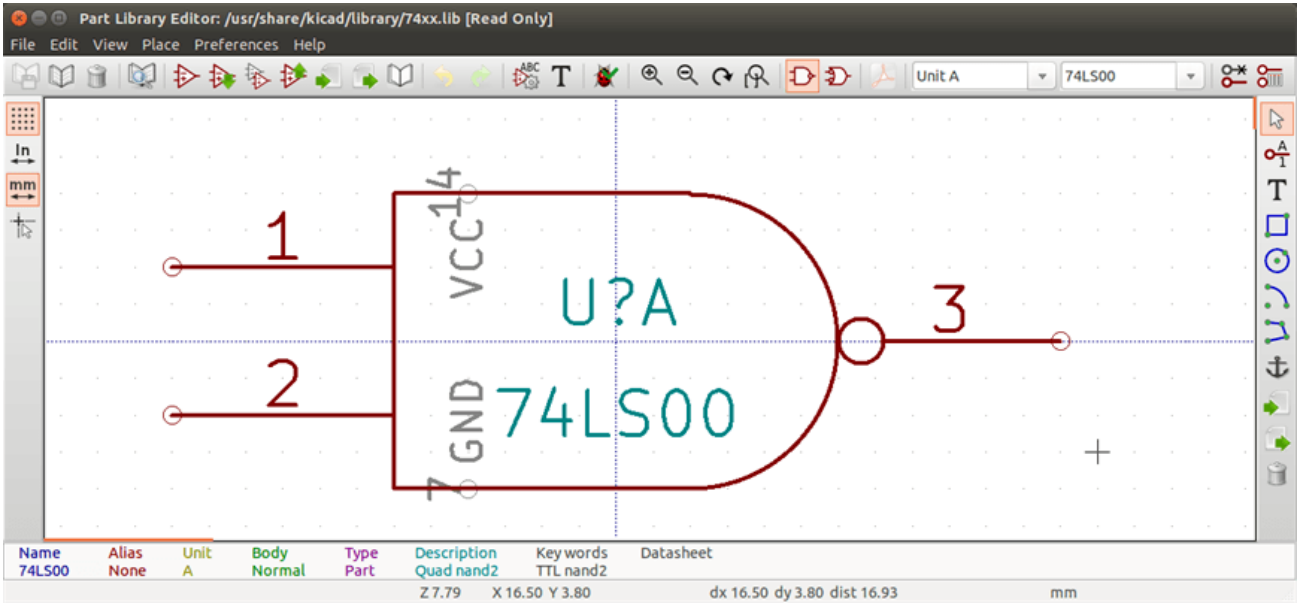 Part Library Editor: /usr/share/kicad/library/74xx.lib [Read Only]
File Edit View Place Preferences Help
ABC T Unit A 74LS00
In
mm
A
1
T
14
VCC
1
U?A
3
2
GND
74LS00
7
Name Alias Unit Body Type Description Key words Datasheet
74LS00 None A Normal Part Quad nand2 TTL nand2
Z 7.79 X 16.50 Y 3.80 dx 16.50 dy 3.80 dist 16.93 mm